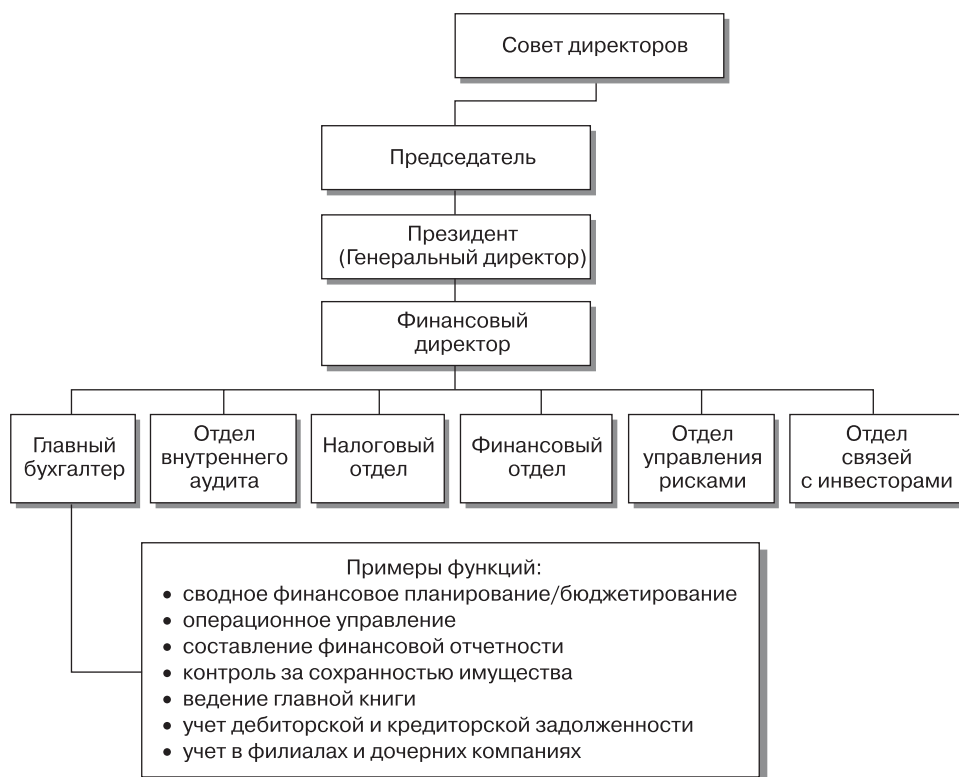 Совет директоров
Председатель
Президент
(Генеральный директор)
Финансовый
директор
Главный
бухгалтер
Отдел
внутреннего
аудита
Налоговый
отдел
Финансовый
отдел
Отдел
управления
рисками
Отдел
связей
с инвесторами
Примеры функций:
• сводное финансовое планирование/бюджетирование
• операционное управление
• составление финансовой отчетности
• контроль за сохранностью имущества
• ведение главной книги
• учет дебиторской и кредиторской задолженности
• учет в филиалах и дочерних компаниях